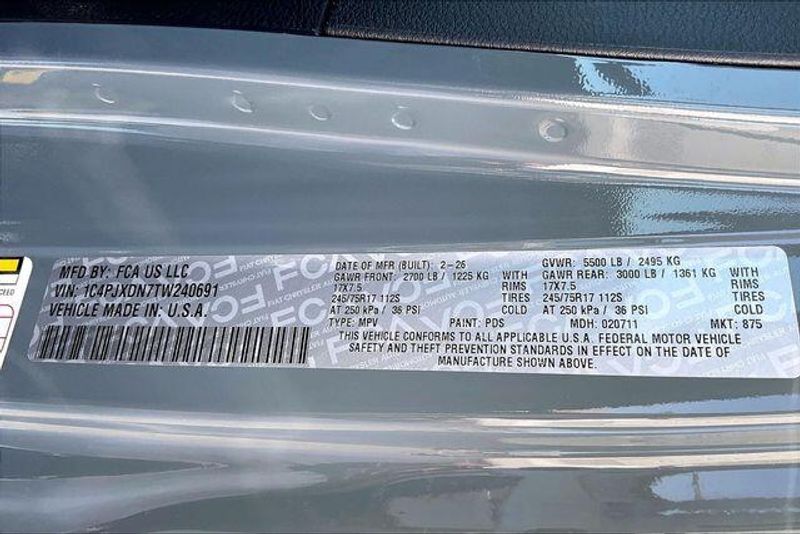 MFD BY: FCA US LLC
VIN: 1C4PJXDN7TW240691
VEHICLE MADE IN: U.S.A.
DATE OF MFR (BUILT): 2-26 GVWR: 5500 LB / 2495 KG
GAWR FRONT: 2700 LB / 1225 KG WITH GAWR REAR: 3000 LB / 1361 KG WITH
17X7.5 RIMS 17X7.5 RIMS
245/75R17 112S TIRES 245/75R17 112S TIRES
AT 250 kPa / 36 PSI COLD AT 250 kPa / 36 PSI COLD
TYPE: MPV PAINT: PDS MDH: 020711 MKT: 875
THIS VEHICLE CONFORMS TO ALL APPLICABLE U.S.A. FEDERAL MOTOR VEHICLE
SAFETY AND THEFT PREVENTION STANDARDS IN EFFECT ON THE DATE OF
MANUFACTURE SHOWN ABOVE.